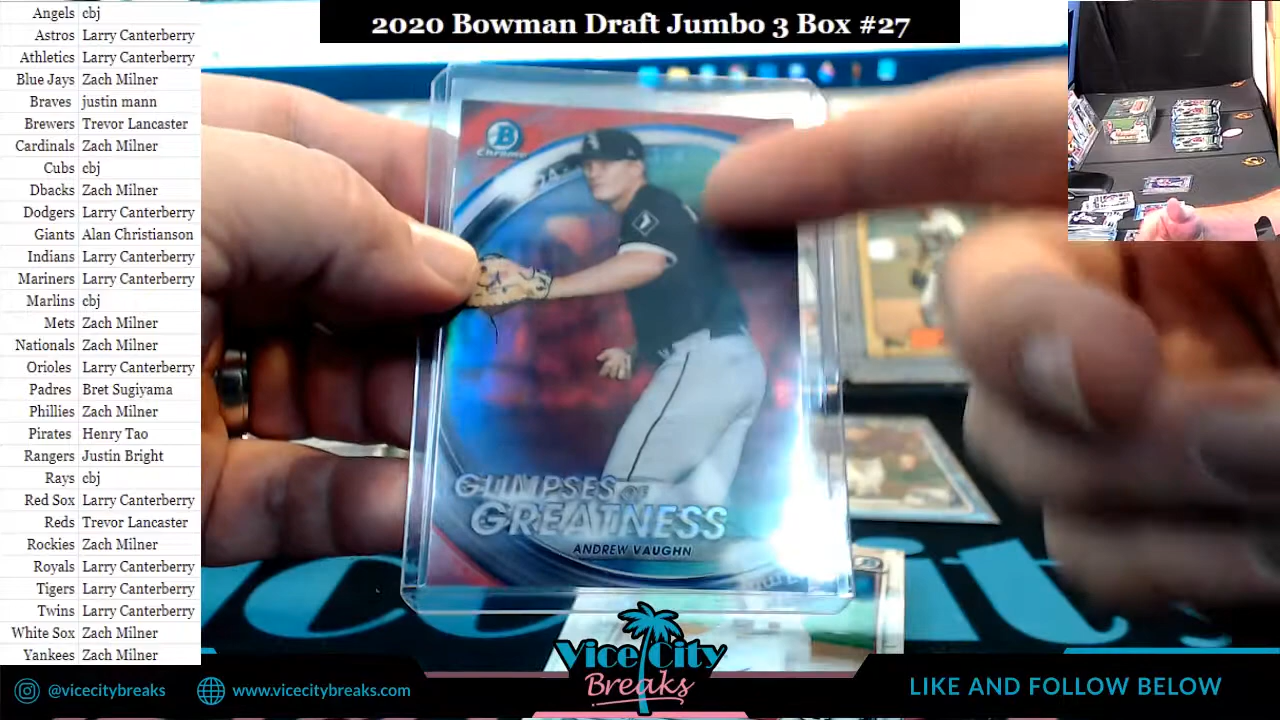 2020 Bowman Draft Jumbo 3 Box #27
Angels cbj
Astros Larry Canterberry
Athletics Larry Canterberry
Blue Jays Zach Milner
Braves justin mann
Brewers Trevor Lancaster
Cardinals Zach Milner
Cubs cbj
Dbacks Zach Milner
Dodgers Larry Canterberry
Giants Alan Christianson
Indians Larry Canterberry
Mariners Larry Canterberry
Marlins cbj
Mets Zach Milner
Nationals Zach Milner
Orioles Larry Canterberry
Padres Bret Sugiyama
Phillies Zach Milner
Pirates Henry Tao
Rangers Justin Bright
Rays cbj
Red Sox Larry Canterberry
Reds Trevor Lancaster
Rockies Zach Milner
Royals Larry Canterberry
Tigers Larry Canterberry
Twins Larry Canterberry
White Sox Zach Milner
Yankees Zach Milner
B
Chrome
GLIMPSES OF
GREATNESS
ANDREW VAUGHN
Vice City
Breaks
@vicecitybreaks
www.vicecitybreaks.com
LIKE AND FOLLOW BELOW